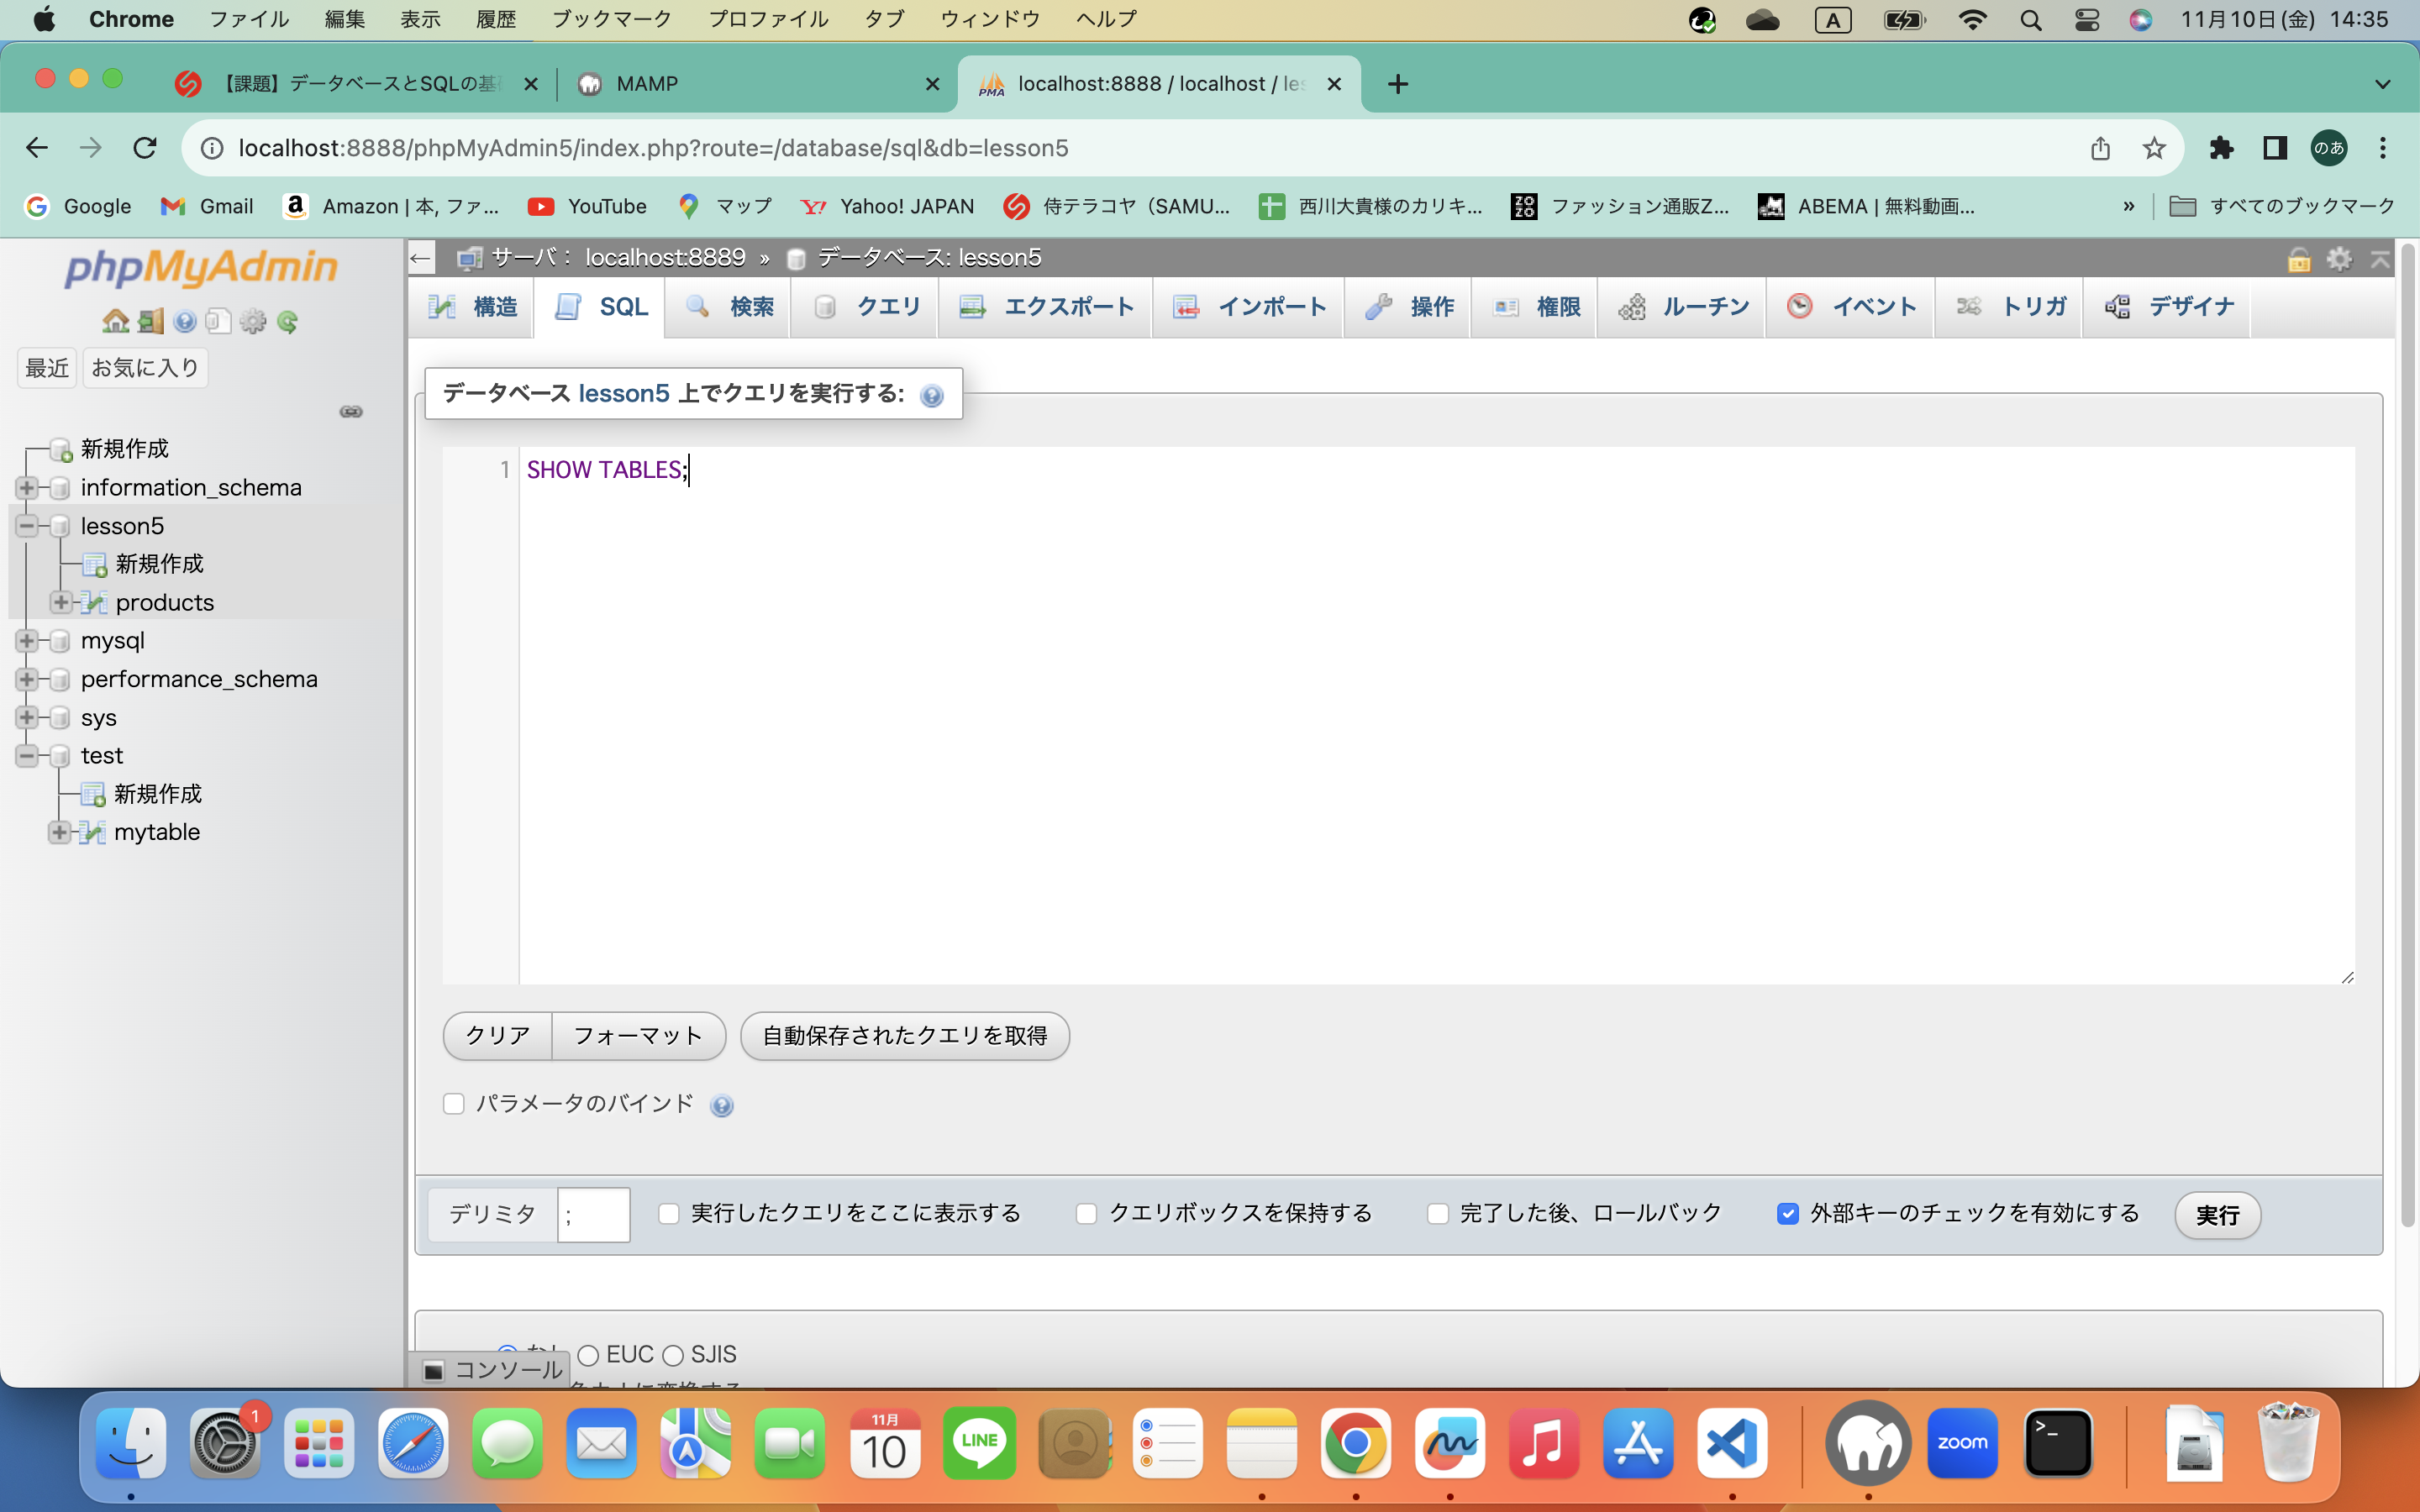 Chrome ファイル 編集 表示 履歴 ブックマーク プロファイル タブ ウィンドウ ヘルプ A 11月10日(金) 14:35
【課題】データベースとSQLの基 MAMP localhost:8888 / localhost / les
localhost:8888/phpMyAdmin5/index.php?route=/database/sql&db=lesson5 のあ
Google Gmail Amazon | 本, ファ... YouTube マップ Yahoo! JAPAN 侍テラコヤ（SAMU... 西川大貴様のカリキ... ファッション通販Z... ABEMA | 無料動画... » すべてのブックマーク
phpMyAdmin
最近 お気に入り
新規作成
information_schema
lesson5
新規作成
products
mysql
performance_schema
sys
test
新規作成
mytable
サーバ： localhost:8889 » データベース: lesson5
構造 SQL 検索 クエリ エクスポート インポート 操作 権限 ルーチン イベント トリガ デザイナ
データベース lesson5 上でクエリを実行する:
1 SHOW TABLES;
クリア フォーマット 自動保存されたクエリを取得
パラメータのバインド
デリミタ ; 実行したクエリをここに表示する クエリボックスを保持する 完了した後、ロールバック 外部キーのチェックを有効にする 実行
EUC SJIS
コンソール
1 11月 10 LINE zoom >_